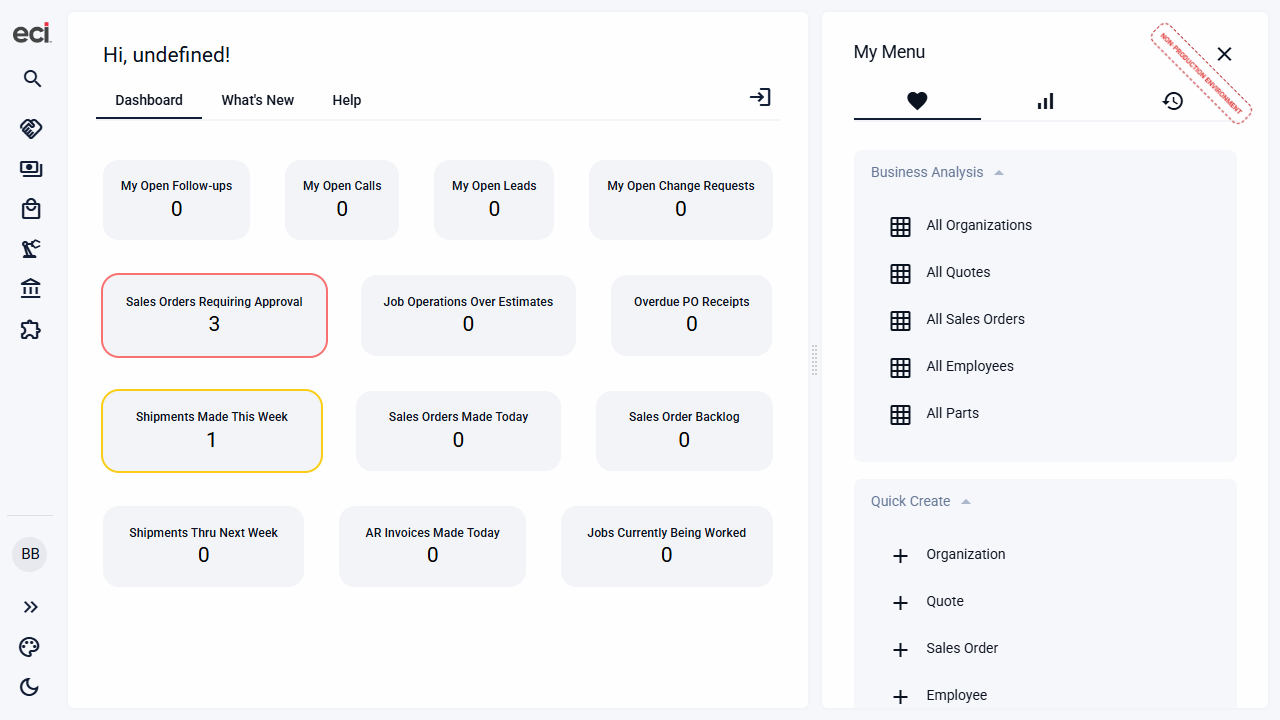 eci
Hi, undefined!
Dashboard
What's New
Help
My Open Follow-ups
0
My Open Calls
0
My Open Leads
0
My Open Change Requests
0
Sales Orders Requiring Approval
3
Job Operations Over Estimates
0
Overdue PO Receipts
0
Shipments Made This Week
1
Sales Orders Made Today
0
Sales Order Backlog
0
Shipments Thru Next Week
0
AR Invoices Made Today
0
Jobs Currently Being Worked
0
BB
My Menu
NON-PRODUCTION ENVIRONMENT
Business Analysis
All Organizations
All Quotes
All Sales Orders
All Employees
All Parts
Quick Create
Organization
Quote
Sales Order
Employee